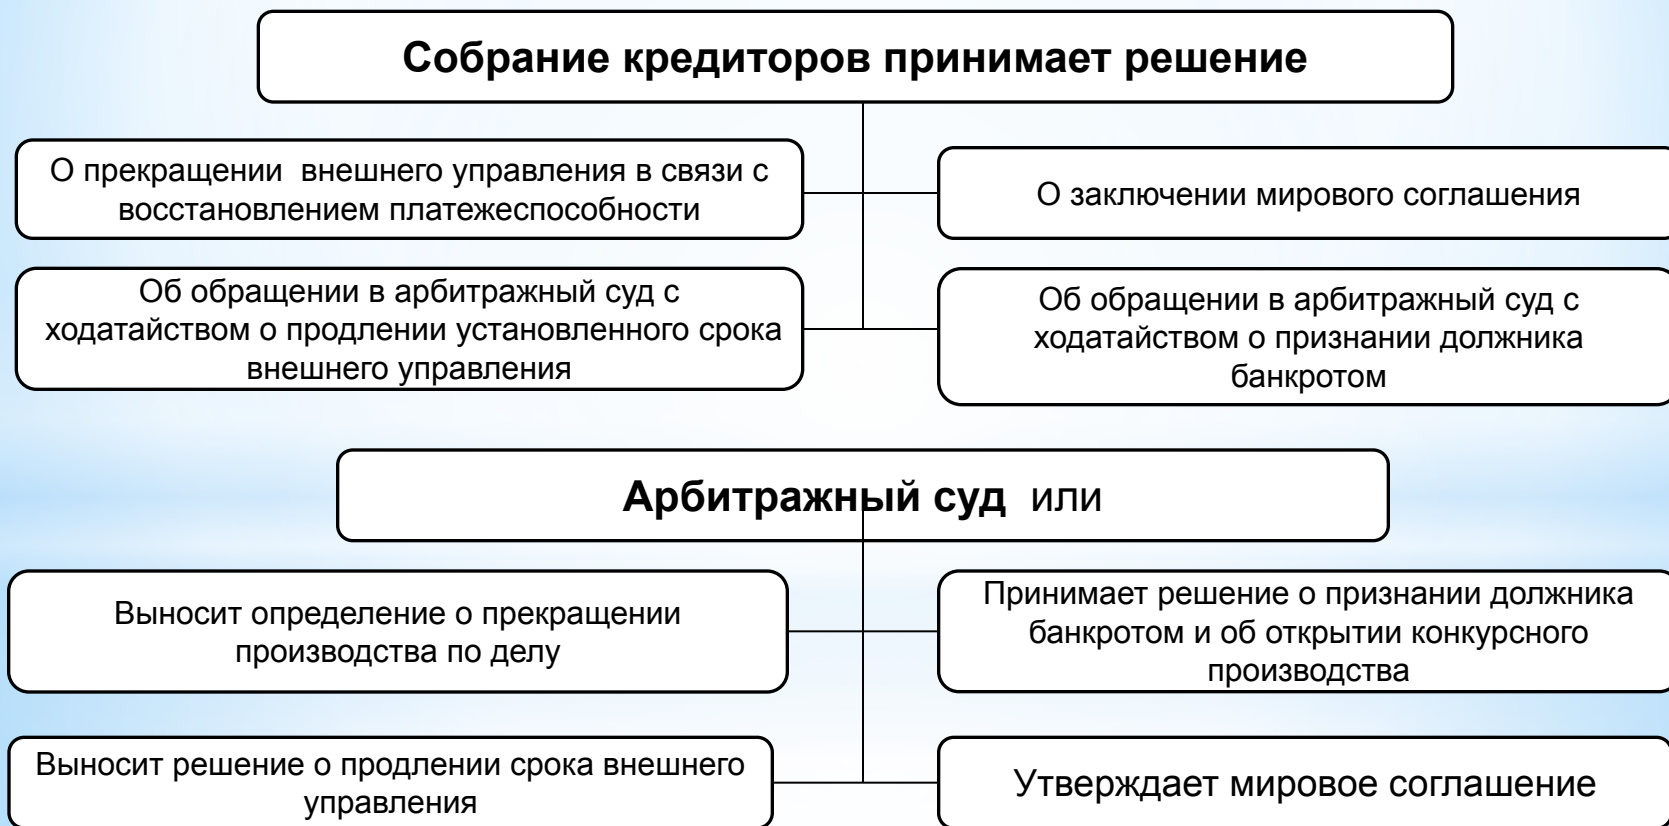 Собрание кредиторов принимает решение
О прекращении внешнего управления в связи с
восстановлением платежеспособности
О заключении мирового соглашения
Об обращении в арбитражный суд с
ходатайством о продлении установленного срока
внешнего управления
Об обращении в арбитражный суд с
ходатайством о признании должника
банкротом
Арбитражный суд или
Выносит определение о прекращении
производства по делу
Принимает решение о признании должника
банкротом и об открытии конкурсного
производства
Выносит решение о продлении срока внешнего
управления
Утверждает мировое соглашение